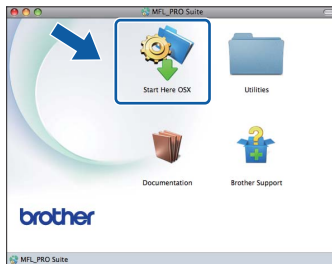 MFL_PRO Suite
Start Here OSX
Utilities
Documentation
Brother Support
brother
MFL_PRO Suite